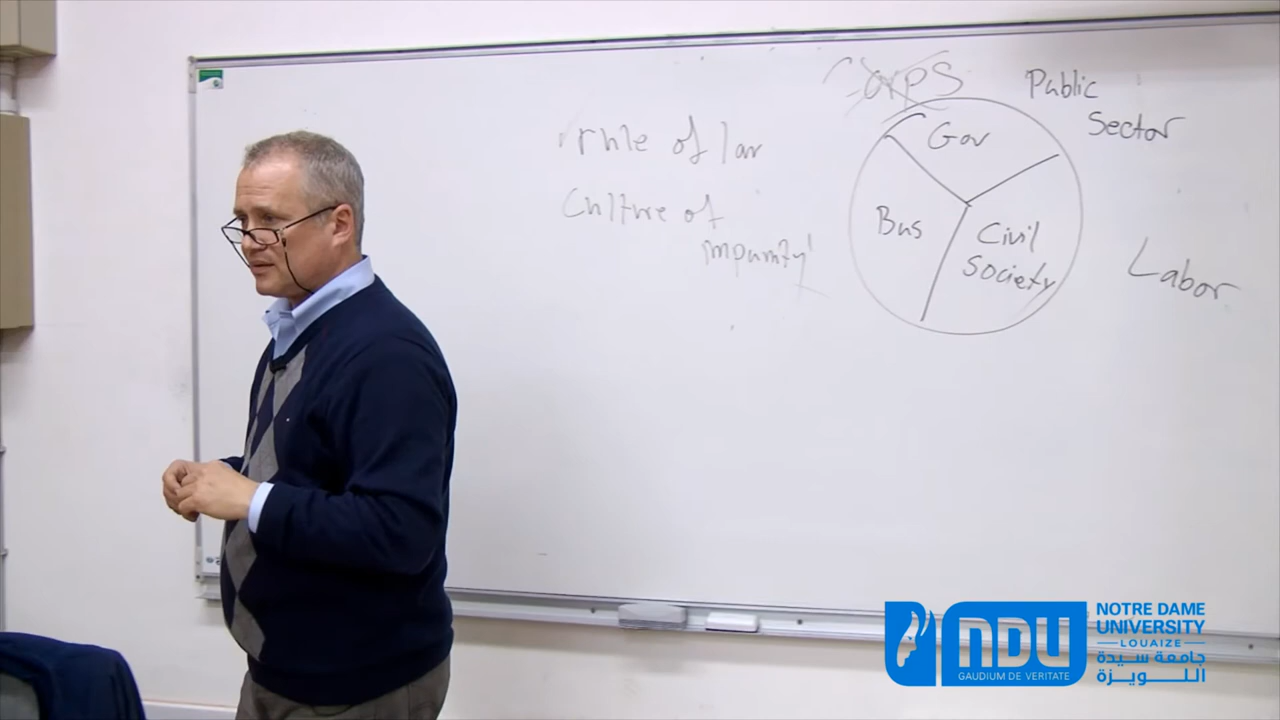 rule of law
Culture of
impunity
Corps
Public
Sector
Gov
Bus
Civil
Society
Labor
NDU
GAUDIUM DE VERITATE
NOTRE DAME
UNIVERSITY
LOUAIZE
جامعة سيدة
اللويزة